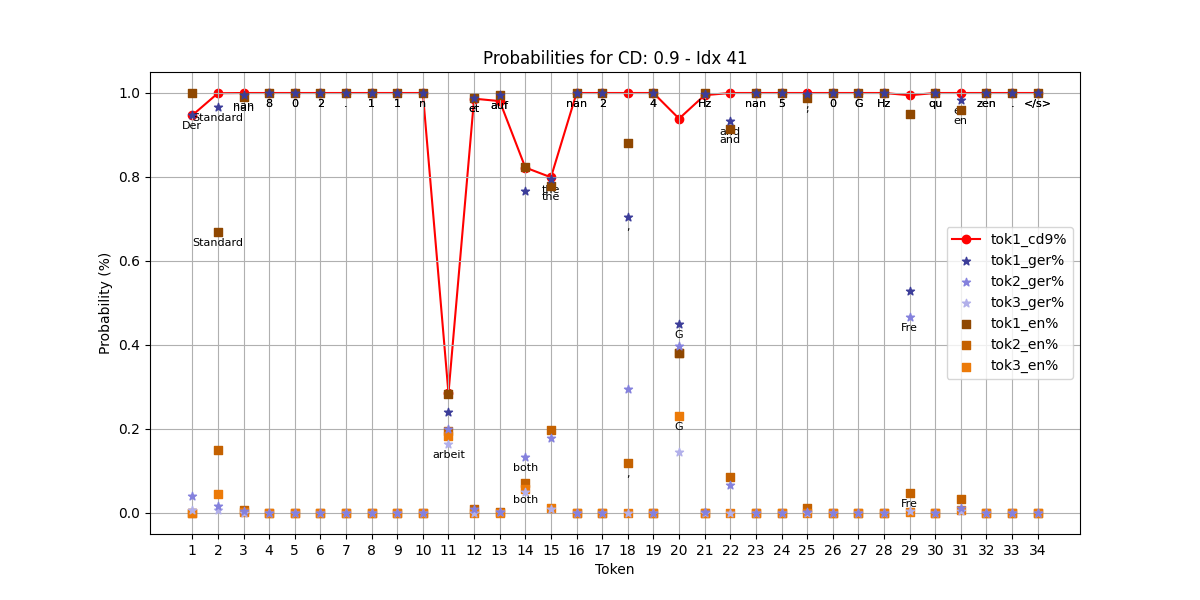 Probabilities for CD: 0.9 - Idx 41
Probability (%)
1.0
0.8
0.6
0.4
0.2
0.0
Der
Standard
Standard
nan
8
0
2
.
1
1
n
arbeit
et
auf
both
both
the
the
nan
2
,
,
4
G
G
Hz
and
and
nan
5
;
0
G
Hz
Fre
Fre
qu
en
zen
.
</s>
tok1_cd9%
tok1_ger%
tok2_ger%
tok3_ger%
tok1_en%
tok2_en%
tok3_en%
1 2 3 4 5 6 7 8 9 10 11 12 13 14 15 16 17 18 19 20 21 22 23 24 25 26 27 28 29 30 31 32 33 34
Token